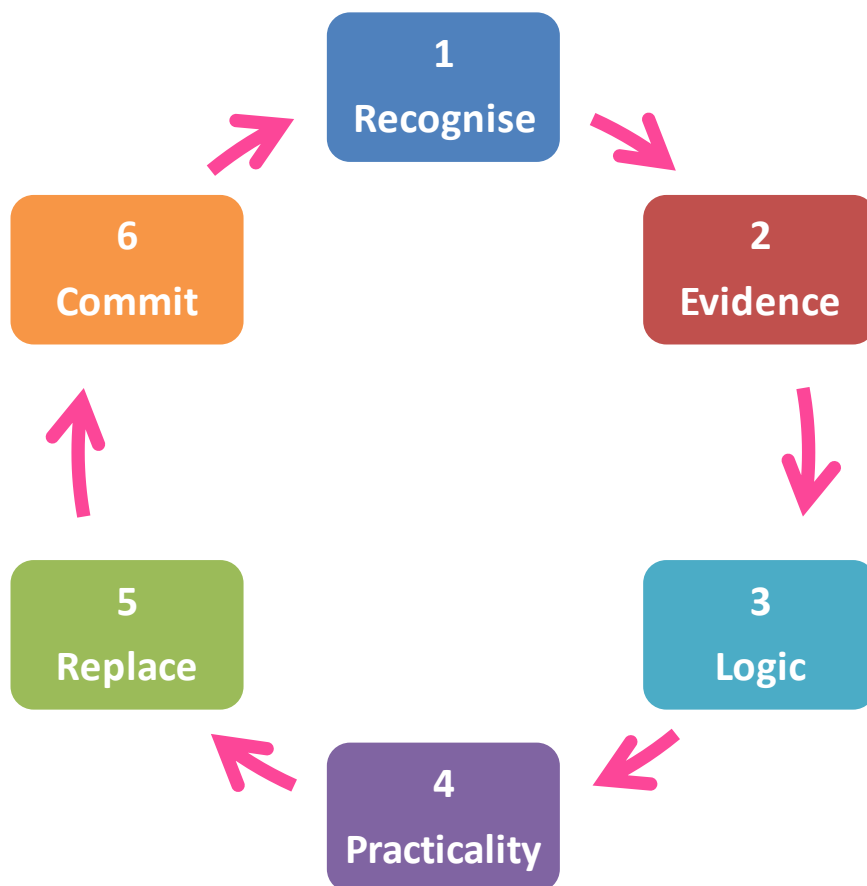 1
Recognise
2
Evidence
3
Logic
4
Practicality
5
Replace
6
Commit